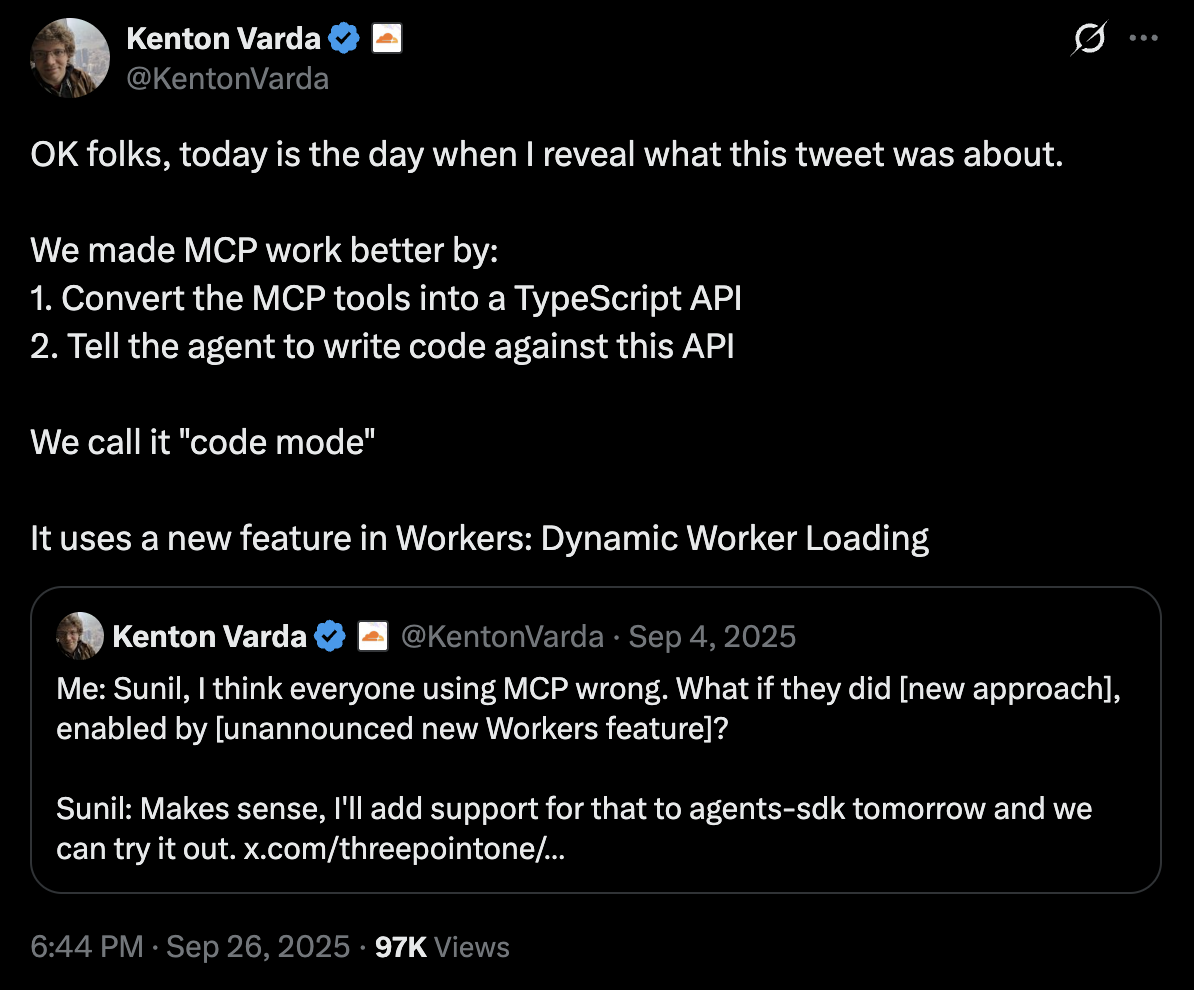 Kenton Varda
@KentonVarda
OK folks, today is the day when I reveal what this tweet was about.
We made MCP work better by:
1. Convert the MCP tools into a TypeScript API
2. Tell the agent to write code against this API
We call it "code mode"
It uses a new feature in Workers: Dynamic Worker Loading
Kenton Varda @KentonVarda · Sep 4, 2025
Me: Sunil, I think everyone using MCP wrong. What if they did [new approach],
enabled by [unannounced new Workers feature]?
Sunil: Makes sense, I'll add support for that to agents-sdk tomorrow and we
can try it out. x.com/threepointone/...
6:44 PM · Sep 26, 2025 · 97K Views